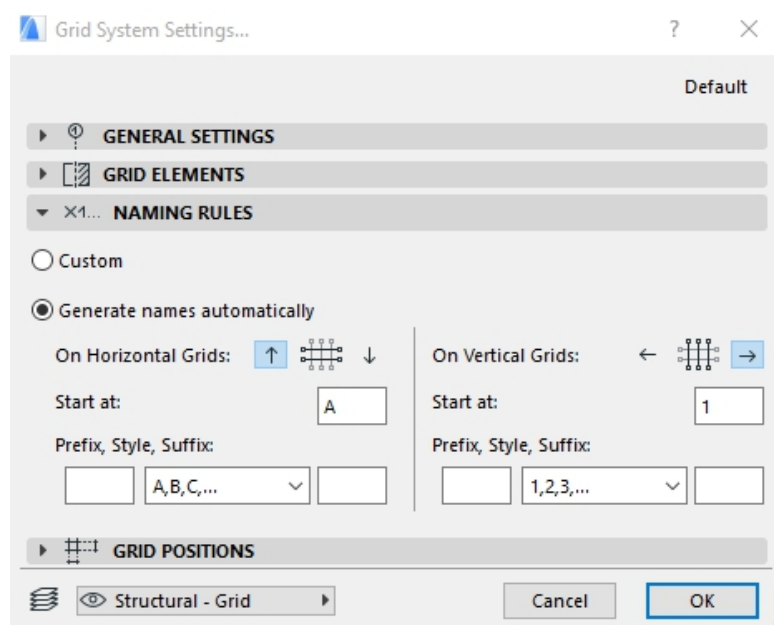 Grid System Settings... ?
Default
GENERAL SETTINGS
GRID ELEMENTS
X1... NAMING RULES
Custom
Generate names automatically
On Horizontal Grids: On Vertical Grids:
Start at: A Start at: 1
Prefix, Style, Suffix: Prefix, Style, Suffix:
A,B,C,... 1,2,3,...
GRID POSITIONS
Structural - Grid Cancel OK